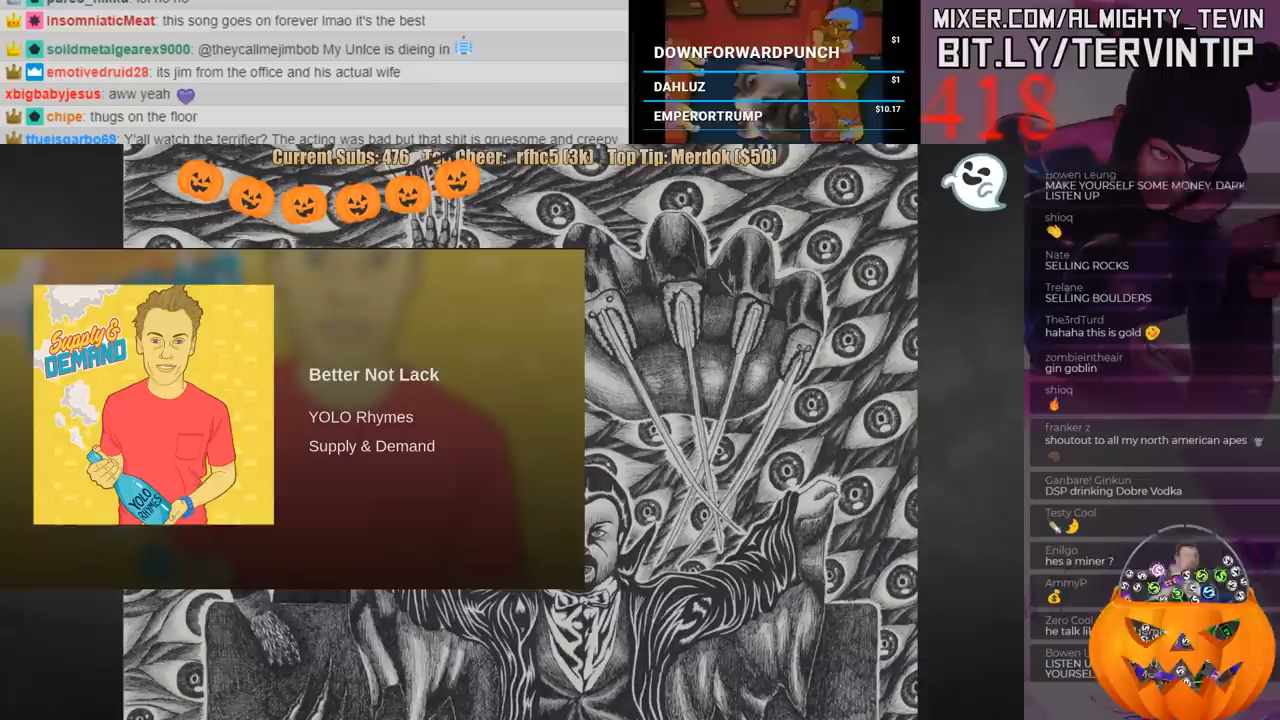 InsomniaticMeat: this song goes on forever lmao it's the best
soildmetalgearex9000: @theycallmejimbob My UnIce is dieing in
emotivedruid28: its jim from the office and his actual wife
xbigbabyjesus: aww yeah
chipe: thugs on the floor
Y'all watch the terrifier? The acting was bad but that shit is gruesome and creepy
DOWNFORWARDPUNCH $1
DAHLUZ $1
EMPERORTRUMP $10.17
MIXER.COM/ALMIGHTY_TEVIN
BIT.LY/TERVINTIP
418
Current Subs: 476 Cheer: rfhc5 (3k) Top Tip: Merdok ($50)
Supply &
DEMAND
YOLO
RHYMES
Better Not Lack
YOLO Rhymes
Supply & Demand
Bowen Leung
MAKE YOURSELF SOME MONEY, DARK
LISTEN UP
shioq
Nate
SELLING ROCKS
Trelane
SELLING BOULDERS
The3rdTurd
hahaha this is gold
zombieintheair
gin goblin
shioq
franker z
shoutout to all my north american apes
Ganbare! Ginkun
DSP drinking Dobre Vodka
Testy Cool
Enilgo
hes a miner ?
AmmyP
Zero Cool
he talk
Bowen
LISTEN